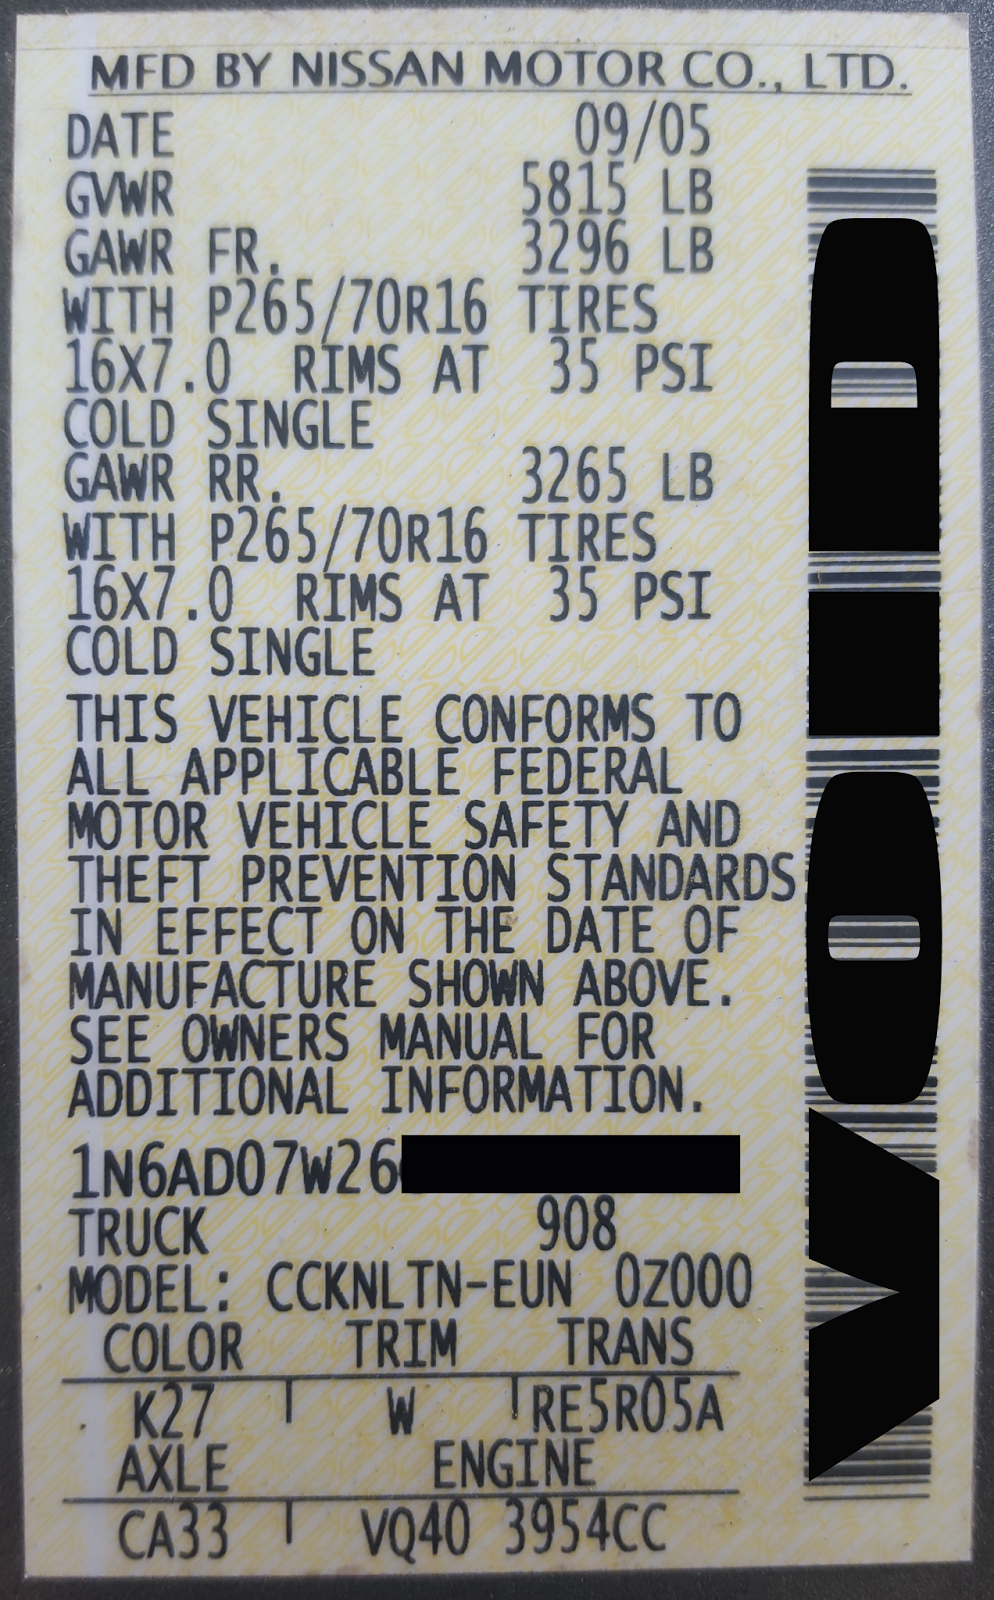 MFD BY NISSAN MOTOR CO., LTD.
DATE 09/05
GVWR 5815 LB
GAWR FR. 3296 LB
WITH P265/70R16 TIRES
16X7.0 RIMS AT 35 PSI
COLD SINGLE
GAWR RR. 3265 LB
WITH P265/70R16 TIRES
16X7.0 RIMS AT 35 PSI
COLD SINGLE
THIS VEHICLE CONFORMS TO
ALL APPLICABLE FEDERAL
MOTOR VEHICLE SAFETY AND
THEFT PREVENTION STANDARDS
IN EFFECT ON THE DATE OF
MANUFACTURE SHOWN ABOVE.
SEE OWNERS MANUAL FOR
ADDITIONAL INFORMATION.
1N6AD07W26
TRUCK 908
MODEL: CCKNLTN-EUN 0Z000
COLOR TRIM TRANS
K27 W RE5R05A
AXLE ENGINE
CA33 VQ40 3954CC
VOID